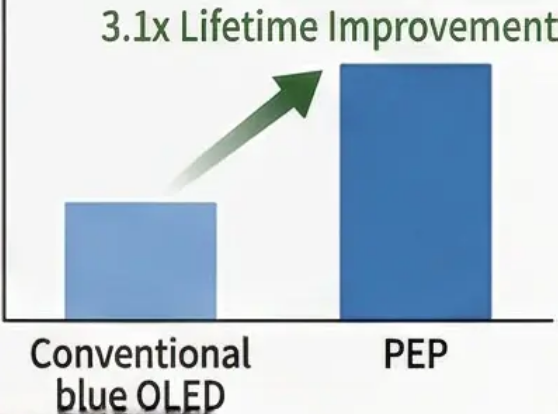 3.1x Lifetime Improvement
Conventional
blue OLED
PEP